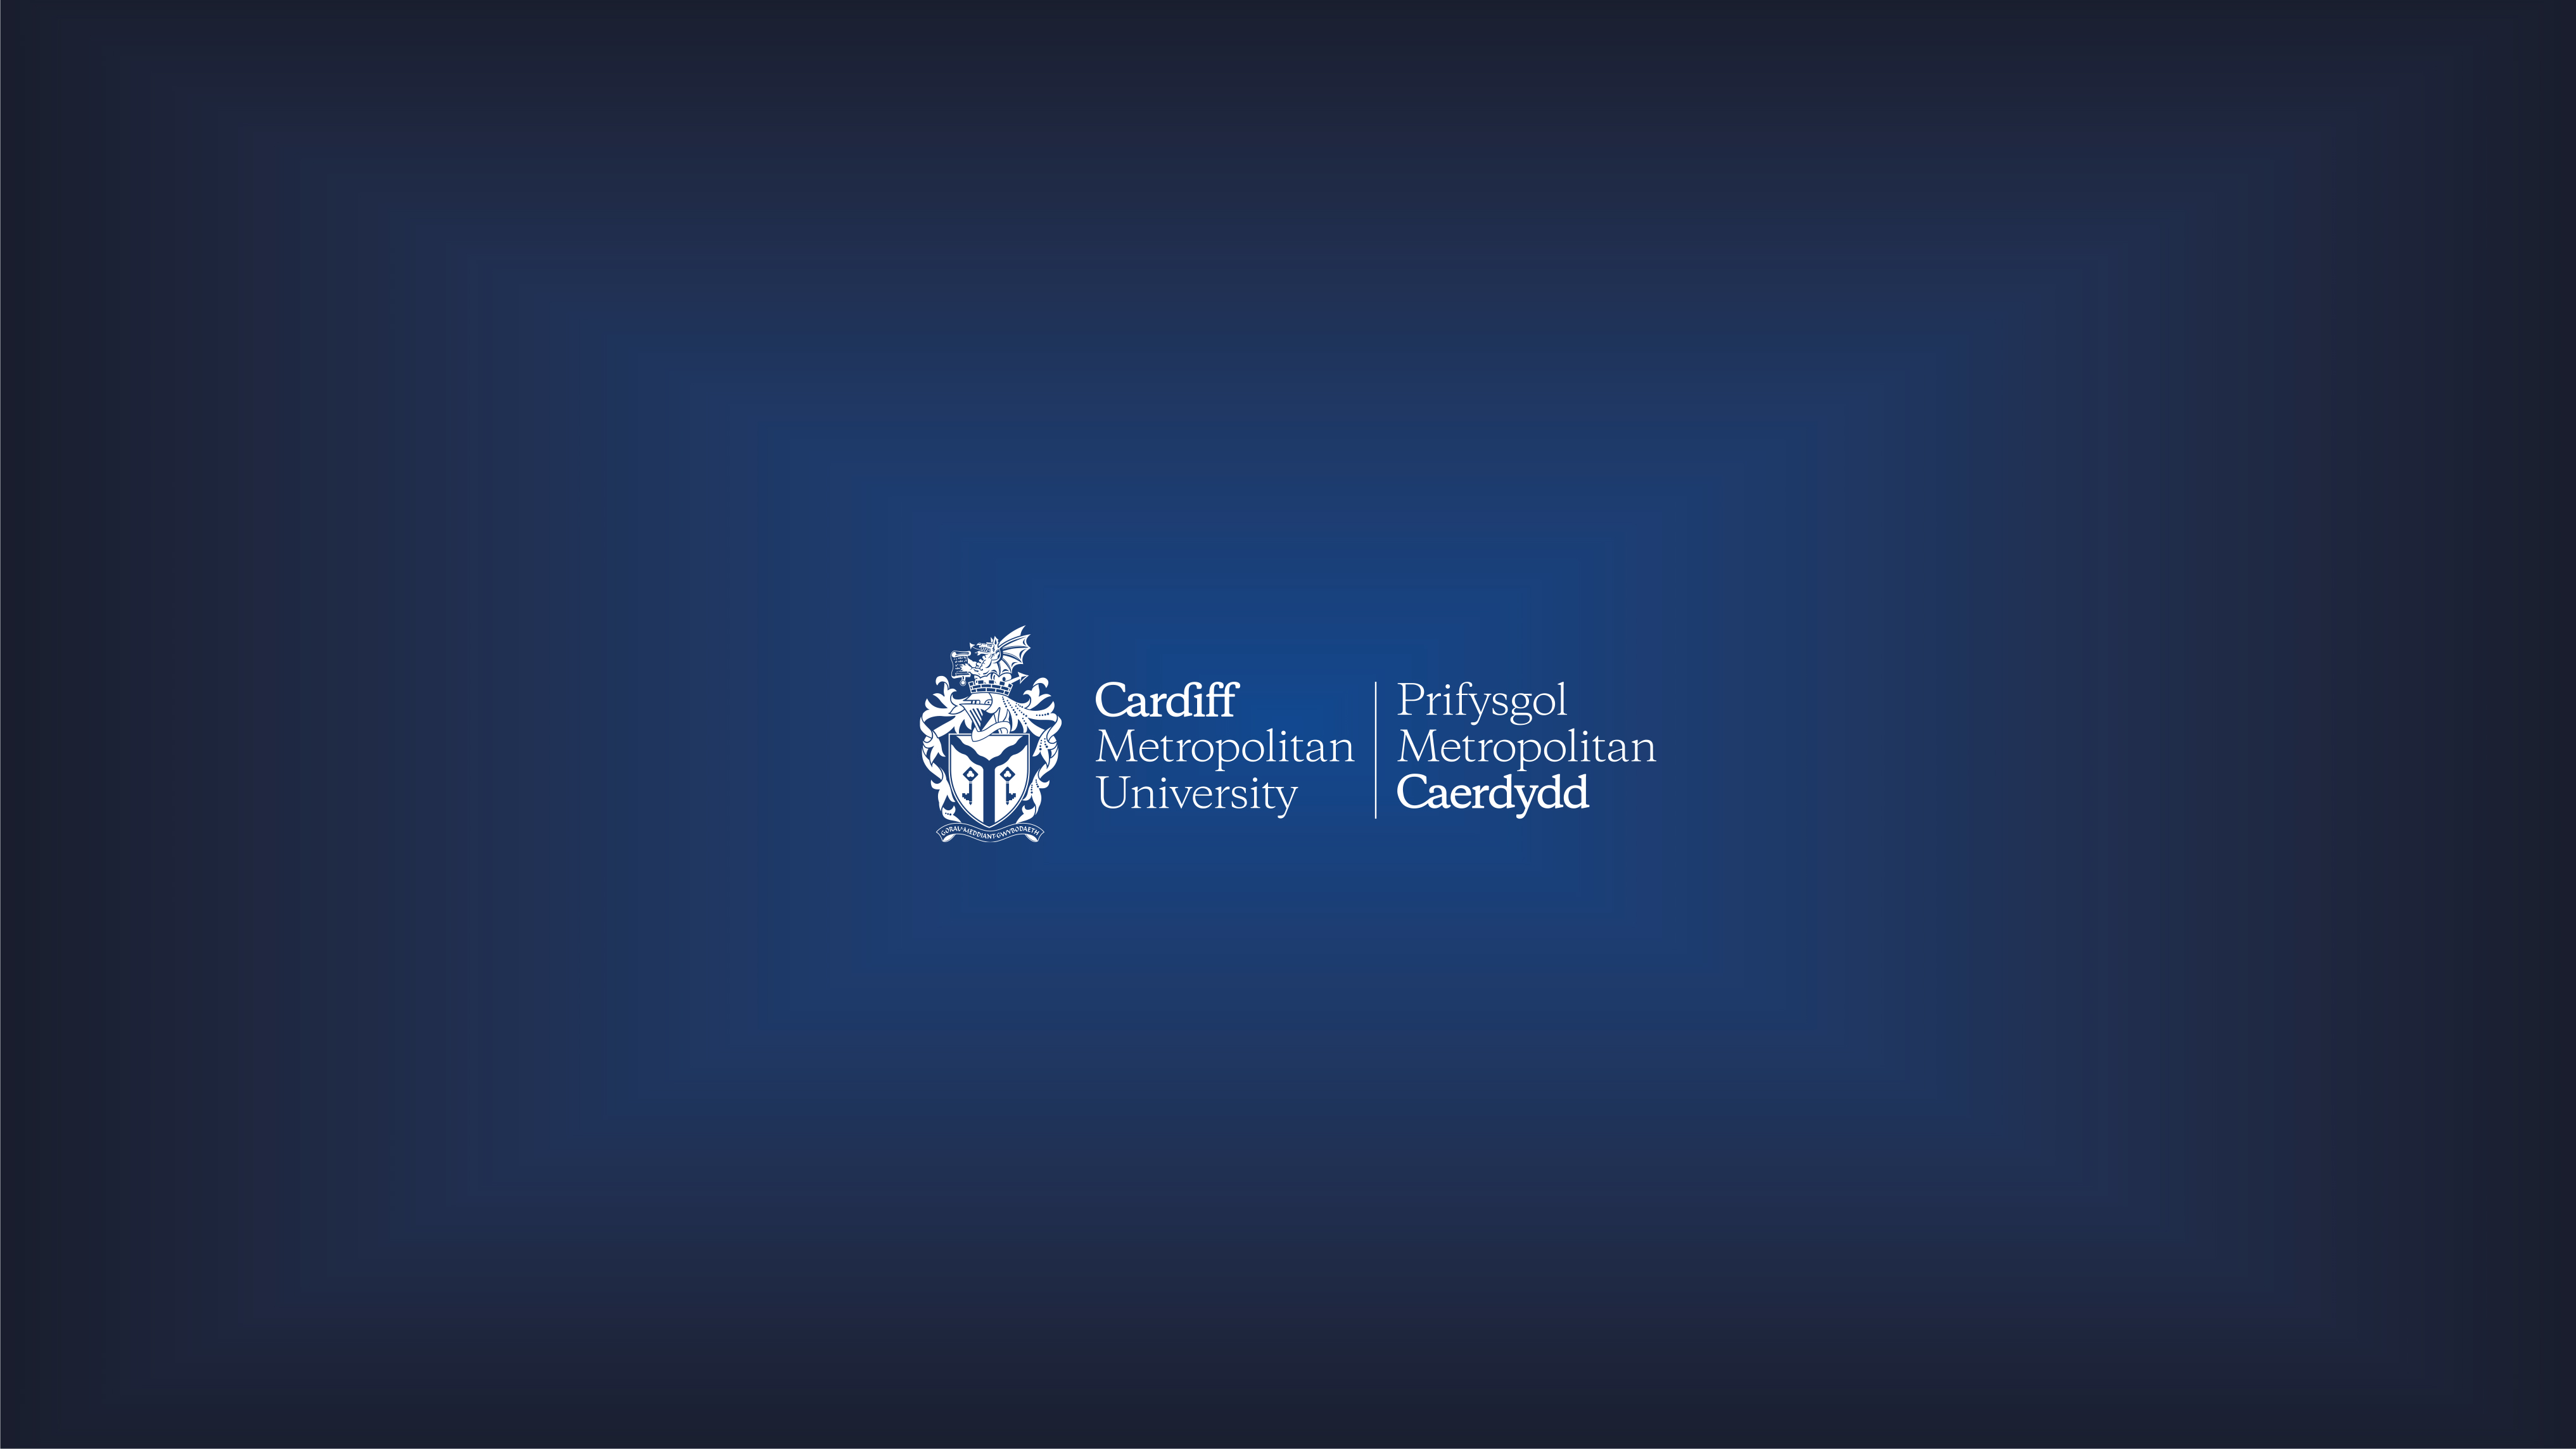 Cardiff
Metropolitan
University
Prifysgol
Metropolitan
Caerdydd
GORAU·MEDDIANT·GWYBODAETH